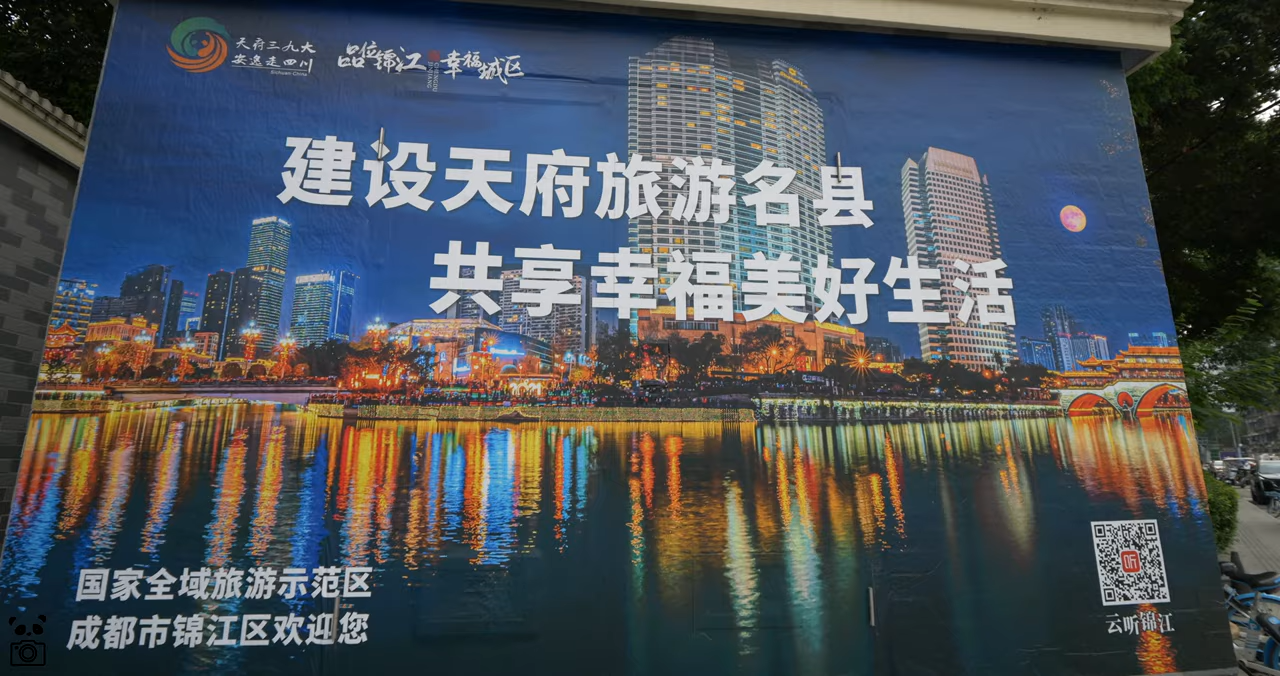 天府三九大
安逸走四川
Sichuan·China
品位锦江
幸福城区
建设天府旅游名县
共享幸福美好生活
国家全域旅游示范区
成都市锦江区欢迎您
听
云听锦江